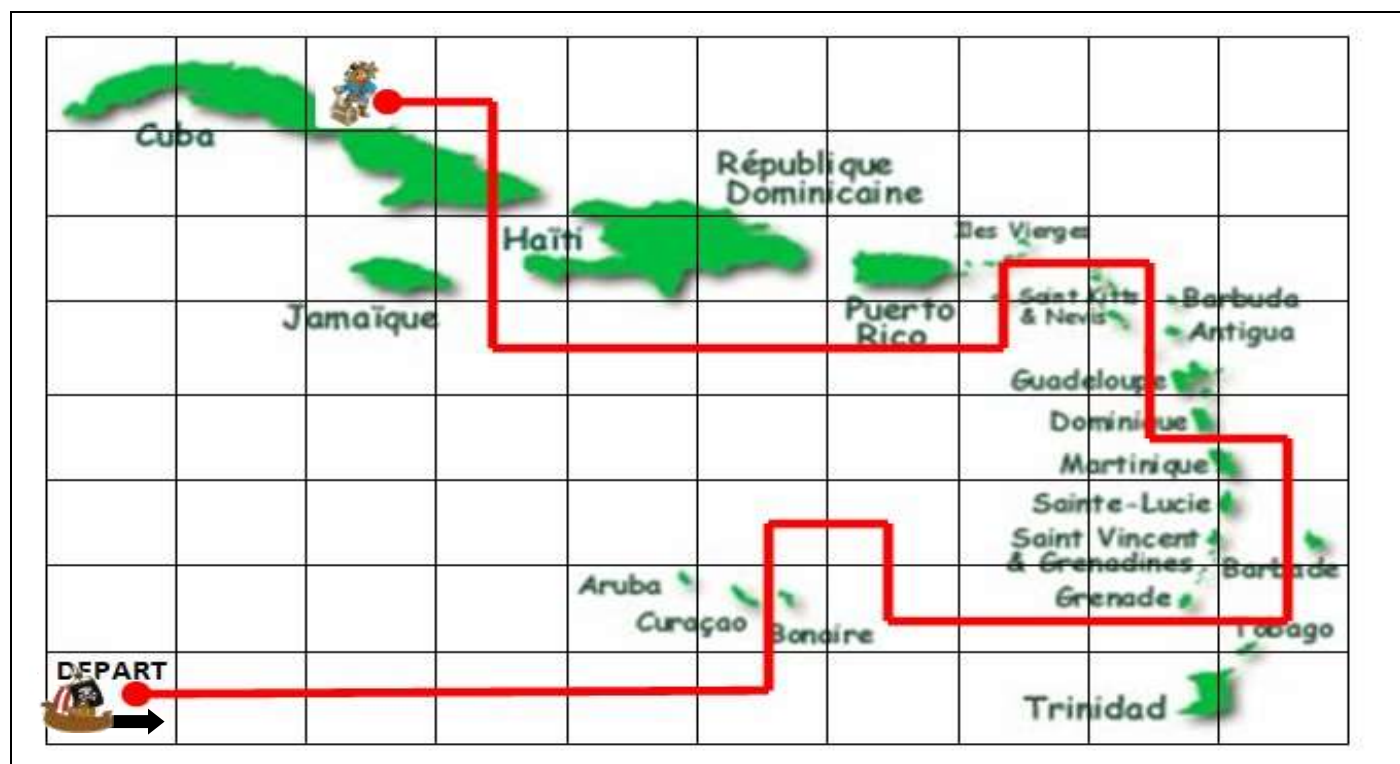 Cuba
République
Dominicaine
Haïti
Iles Vierges
Jamaïque
Puerto
Rico
Saint Kitts
& Nevis
Barbuda
Antigua
Guadeloupe
Dominique
Martinique
Sainte-Lucie
Saint Vincent
& Grenadines
Barbade
Aruba
Curaçao
Bonaire
Grenade
Tobago
DEPART
Trinidad